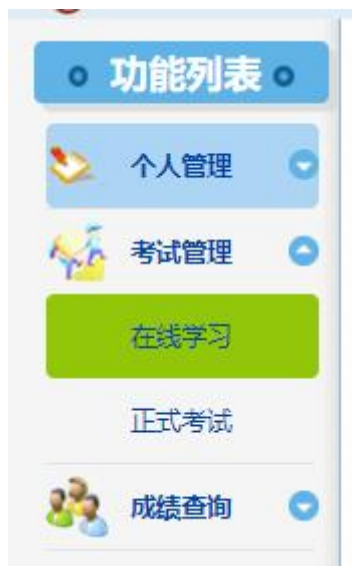 功能列表
个人管理
考试管理
在线学习
正式考试
成绩查询